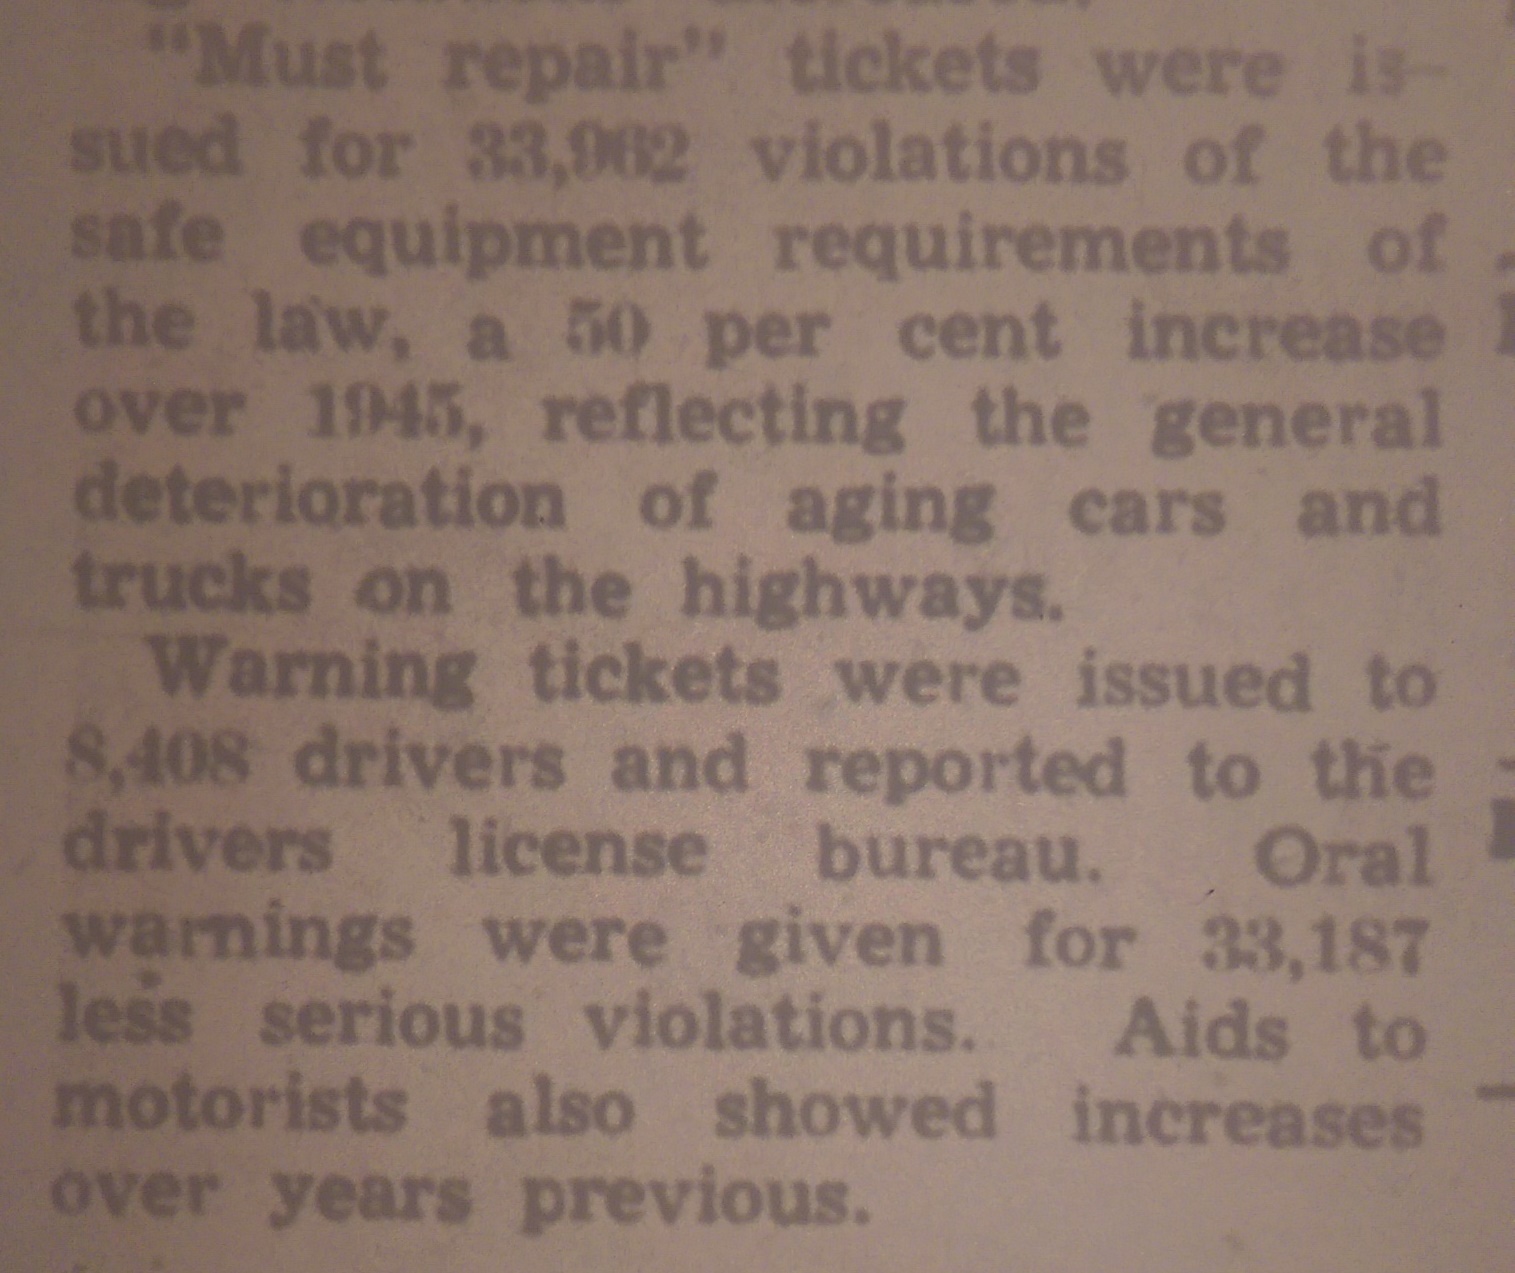 "Must repair" tickets were is-
sued for 33,962 violations of the
safe equipment requirements of
the law, a 50 per cent increase
over 1945, reflecting the general
deterioration of aging cars and
trucks on the highways.
Warning tickets were issued to
8,408 drivers and reported to the
drivers license bureau. Oral
warnings were given for 33,187
less serious violations. Aids to
motorists also showed increases
over years previous.